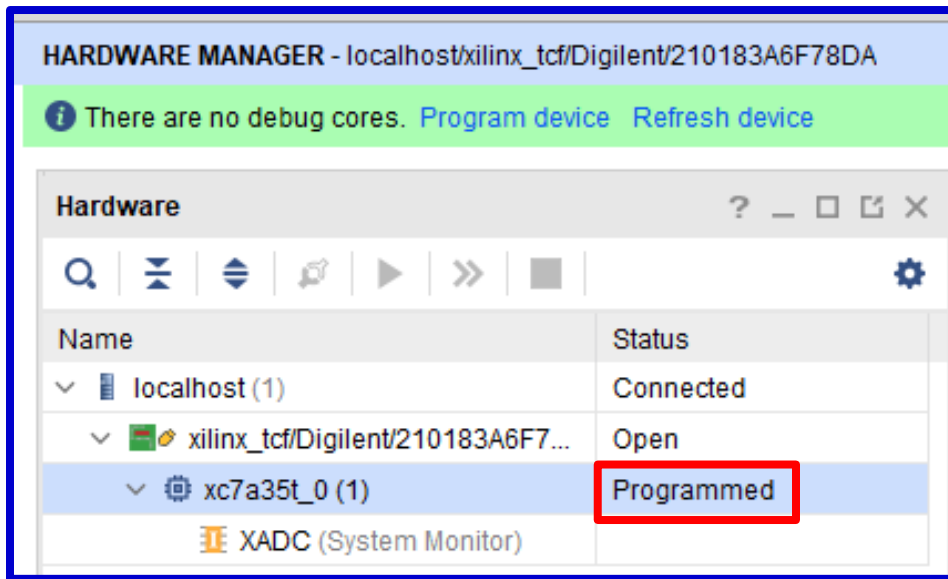 HARDWARE MANAGER - localhost/xilinx_tcf/Digilent/210183A6F78DA
There are no debug cores. Program device Refresh device
Hardware
Name Status
localhost (1) Connected
xilinx_tcf/Digilent/210183A6F7... Open
xc7a35t_0 (1) Programmed
XADC (System Monitor)